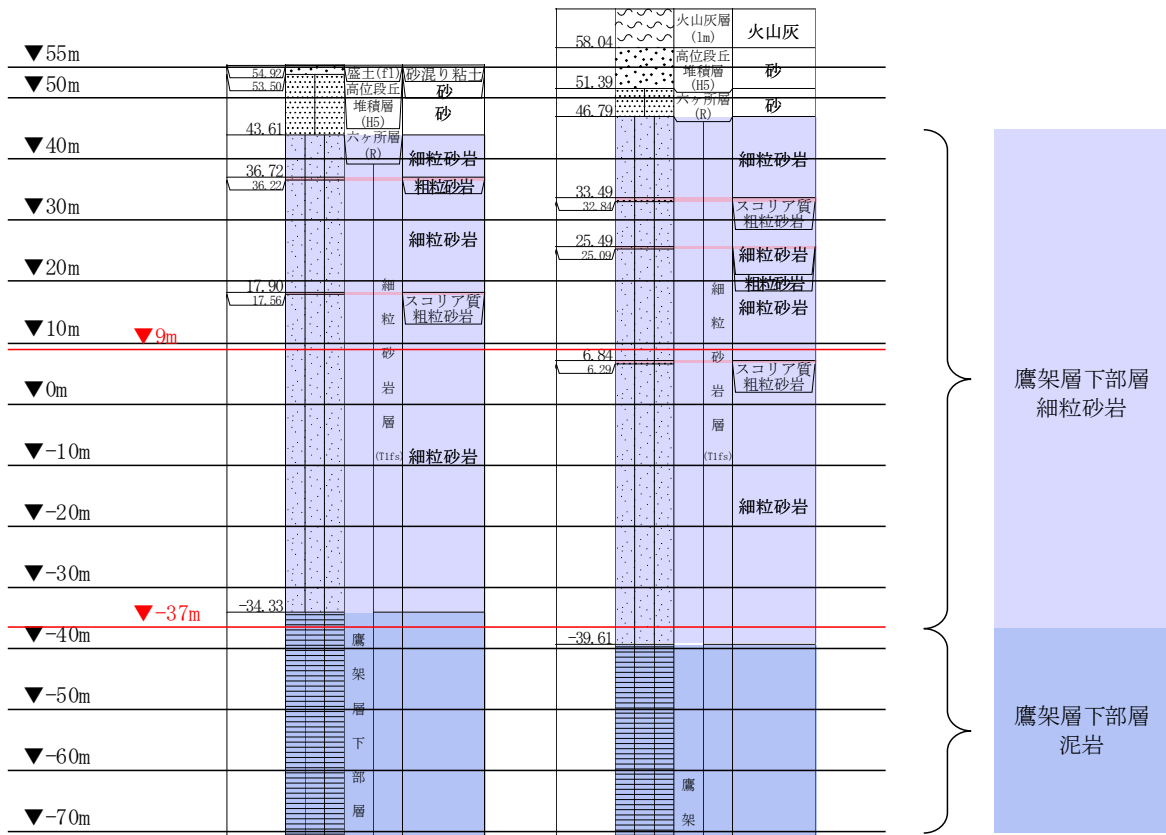 ▼55m
▼50m
▼40m
▼30m
▼20m
▼10m
▼9m
▼0m
▼-10m
▼-20m
▼-30m
▼-37m
▼-40m
▼-50m
▼-60m
▼-70m
54.92
53.50
43.61
36.72
36.22
17.90
17.56
-34.33
盛土(fl)
高位段丘
堆積層
(H5)
六ヶ所層
(R)
細粒砂岩層
(T1fs)
鷹架層下部層
砂混り粘土
砂
砂
細粒砂岩
粗粒砂岩
細粒砂岩
スコリア質
粗粒砂岩
細粒砂岩
58.04
51.39
46.79
33.49
32.84
25.49
25.09
6.84
6.29
-39.61
火山灰層
(lm)
高位段丘
堆積層
(H5)
六ヶ所層
(R)
細粒砂岩層
(T1fs)
鷹架
火山灰
砂
砂
細粒砂岩
スコリア質
粗粒砂岩
細粒砂岩
粗粒砂岩
細粒砂岩
スコリア質
粗粒砂岩
細粒砂岩
鷹架層下部層
細粒砂岩
鷹架層下部層
泥岩